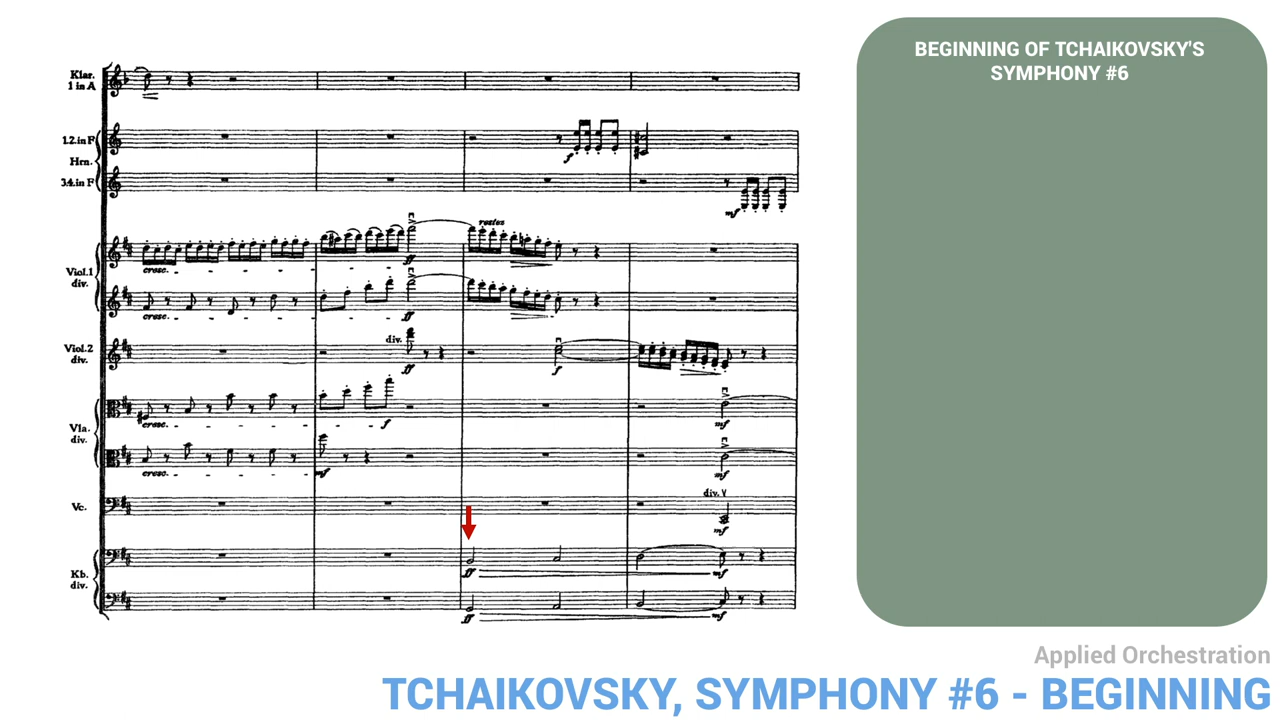 BEGINNING OF TCHAIKOVSKY'S
SYMPHONY #6
Klar.
1 in A
1.2. in F
Hrn.
3.4. in F
f
mf
restez
Viol.1
div.
cresc.
ff
cresc.
ff
Viol.2
div.
div.
ff
f
Vla.
div.
cresc.
f
mf
cresc.
mf
mf
Vc.
div.
mf
Kb.
div.
ff
mf
ff
mf
Applied Orchestration
TCHAIKOVSKY, SYMPHONY #6 - BEGINNING